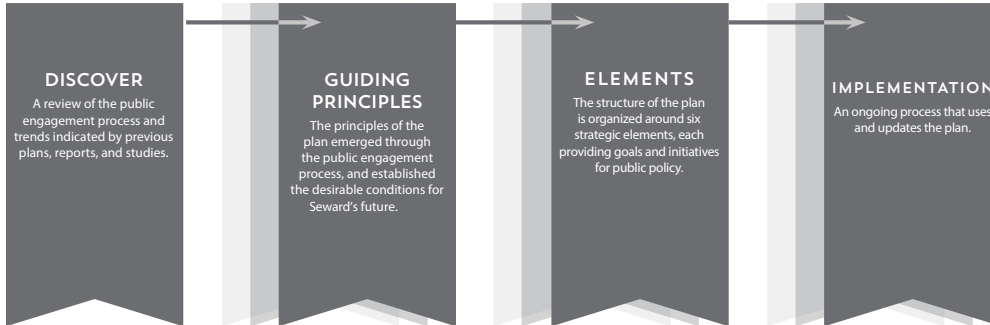 DISCOVER
A review of the public
engagement process and
trends indicated by previous
plans, reports, and studies.
GUIDING
PRINCIPLES
The principles of the
plan emerged through
the public engagement
process, and established
the desirable conditions for
Seward's future.
ELEMENTS
The structure of the plan
is organized around six
strategic elements, each
providing goals and initiatives
for public policy.
IMPLEMENTATION
An ongoing process that uses
and updates the plan.